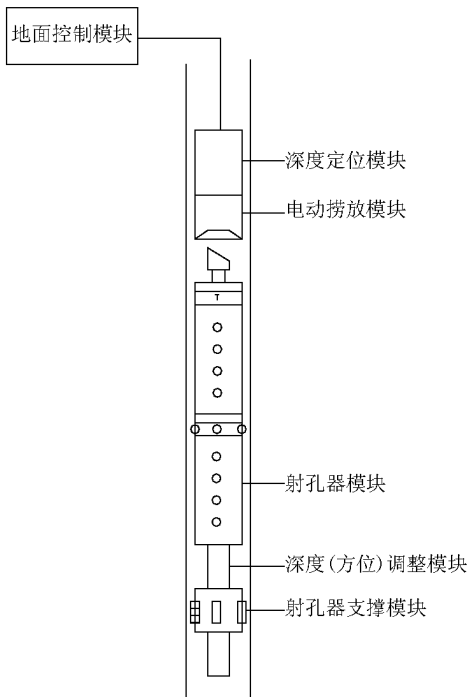 地面控制模块
深度定位模块
电动捞放模块
射孔器模块
深度(方位)调整模块
射孔器支撑模块